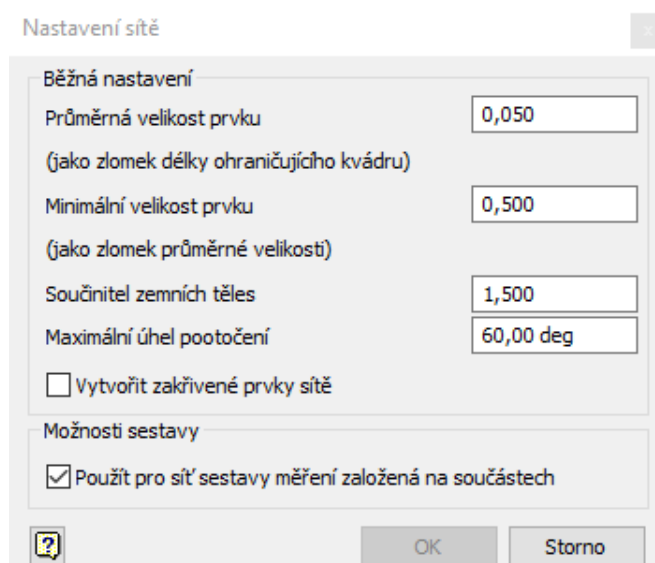 Nastavení sítě
Běžná nastavení
Průměrná velikost prvku 0,050
(jako zlomek délky ohraničujícího kvádru)
Minimální velikost prvku 0,500
(jako zlomek průměrné velikosti)
Součinitel zemních těles 1,500
Maximální úhel pootočení 60,00 deg
Vytvořit zakřivené prvky sítě
Možnosti sestavy
Použít pro síť sestavy měření založená na součástech
OK Storno